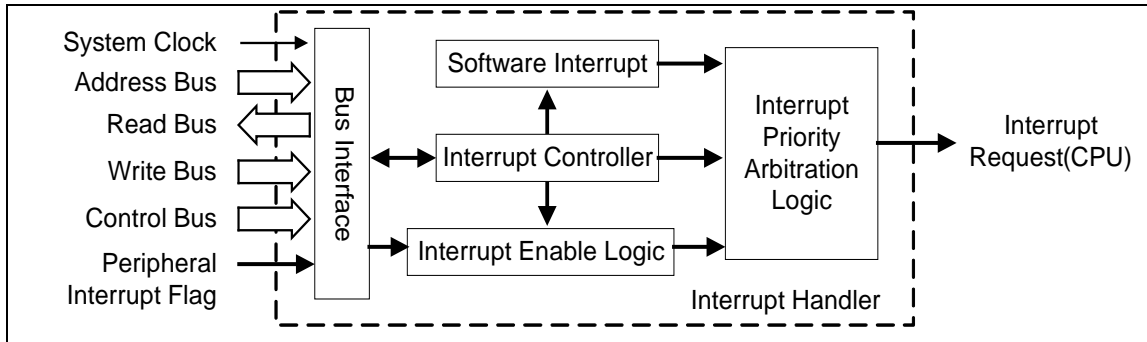 System Clock
Address Bus
Read Bus
Write Bus
Control Bus
Peripheral
Interrupt Flag
Bus Interface
Software Interrupt
Interrupt Controller
Interrupt Enable Logic
Interrupt
Priority
Arbitration
Logic
Interrupt Handler
Interrupt
Request(CPU)